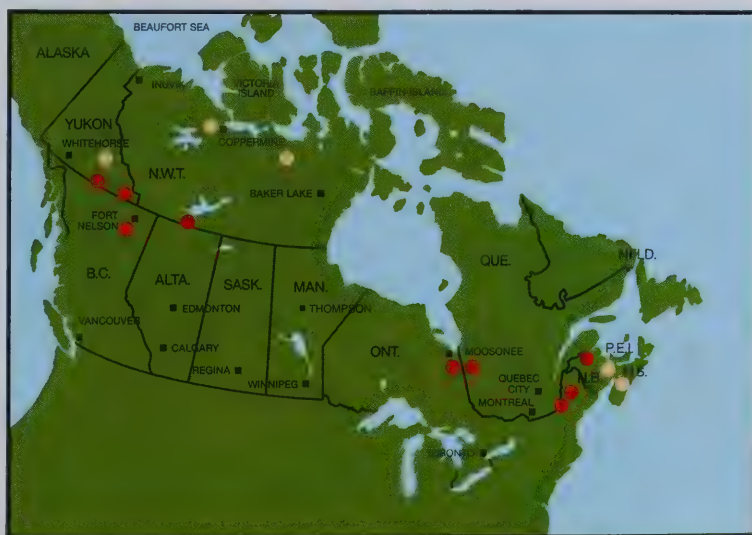 BEAUFORT SEA
ALASKA
INUVIK
VICTORIA
ISLAND
BAFFIN ISLAND
YUKON
WHITEHORSE
COPPERMINE
N.W.T.
BAKER LAKE
FORT
NELSON
B.C.
ALTA.
SASK.
MAN.
EDMONTON
THOMPSON
QUE.
NFLD.
VANCOUVER
CALGARY
REGINA
WINNIPEG
ONT.
MOOSONEE
P.E.I.
QUEBEC
CITY
N.B.
MONTREAL
TORONTO